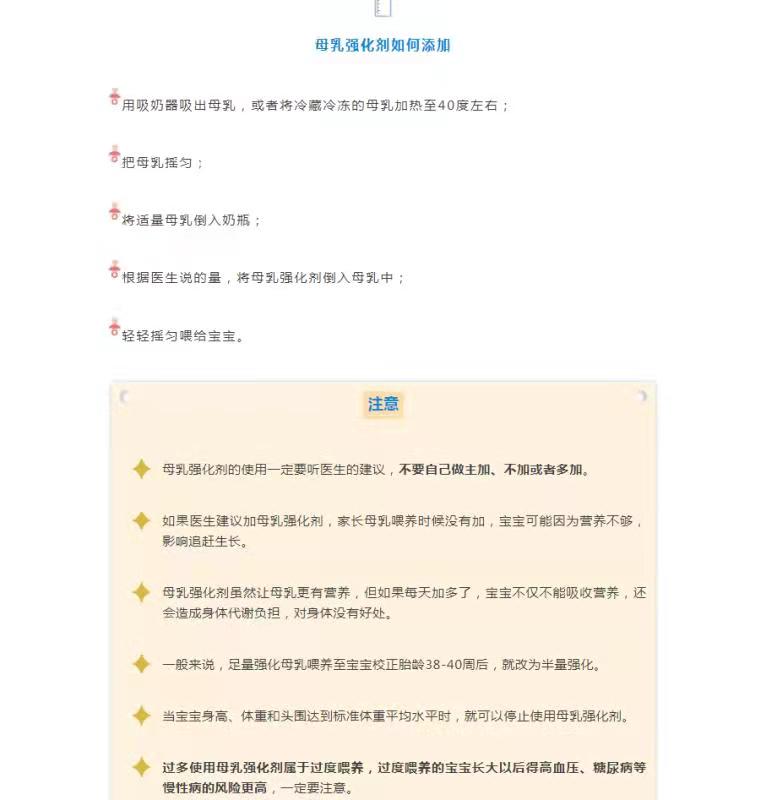 母乳强化剂如何添加
用吸奶器吸出母乳，或者将冷藏冷冻的母乳加热至40度左右；
把母乳摇匀；
将适量母乳倒入奶瓶；
根据医生说的量，将母乳强化剂倒入母乳中；
轻轻摇匀喂给宝宝。
注意
母乳强化剂的使用一定要听医生的建议，不要自己做主加、不加或者多加。
如果医生建议加母乳强化剂，家长母乳喂养时候没有加，宝宝可能因为营养不够，
影响追赶生长。
母乳强化剂虽然让母乳更有营养，但如果每天加多了，宝宝不仅不能吸收营养，还
会造成身体代谢负担，对身体没有好处。
一般来说，足量强化母乳喂养至宝宝校正胎龄38-40周后，就改为半量强化。
当宝宝身高、体重和头围达到标准体重平均水平时，就可以停止使用母乳强化剂。
过多使用母乳强化剂属于过度喂养，过度喂养的宝宝长大以后得高血压、糖尿病等
慢性病的风险更高，一定要注意。